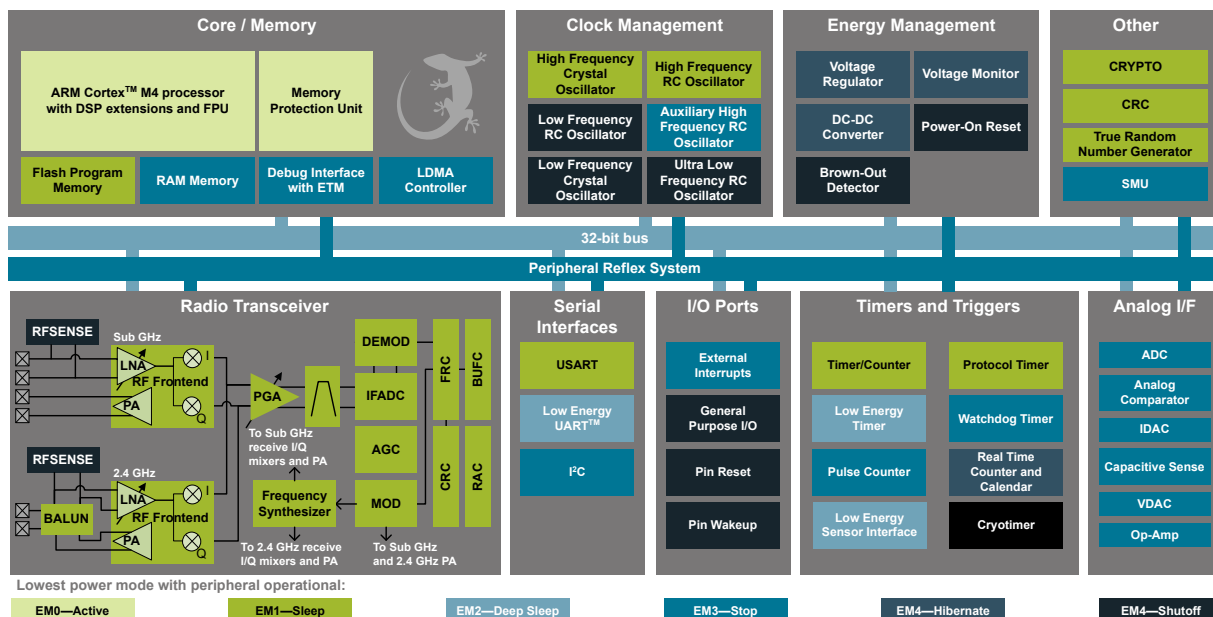 Core / Memory
ARM Cortex™ M4 processor
with DSP extensions and FPU
Memory
Protection Unit
Flash Program
Memory
RAM Memory
Debug Interface
with ETM
LDMA
Controller
Clock Management
High Frequency
Crystal
Oscillator
High Frequency
RC Oscillator
Low Frequency
RC Oscillator
Auxiliary High
Frequency RC
Oscillator
Low Frequency
Crystal
Oscillator
Ultra Low
Frequency RC
Oscillator
Energy Management
Voltage
Regulator
Voltage Monitor
DC-DC
Converter
Power-On Reset
Brown-Out
Detector
Other
CRYPTO
CRC
True Random
Number Generator
SMU
32-bit bus
Peripheral Reflex System
Radio Transceiver
RFSENSE
Sub GHz
LNA
RF Frontend
PA
I
Q
RFSENSE
BALUN
2.4 GHz
LNA
RF Frontend
PA
I
Q
PGA
To Sub GHz
receive I/Q
mixers and PA
Frequency
Synthesizer
To 2.4 GHz receive
I/Q mixers and PA
DEMOD
IFADC
AGC
MOD
To Sub GHz
and 2.4 GHz PA
FRC
BUFC
CRC
RAC
Serial
Interfaces
USART
Low Energy
UART™
I²C
I/O Ports
External
Interrupts
General
Purpose I/O
Pin Reset
Pin Wakeup
Timers and Triggers
Timer/Counter
Protocol Timer
Low Energy
Timer
Watchdog Timer
Pulse Counter
Real Time
Counter and
Calendar
Low Energy
Sensor Interface
Cryotimer
Analog I/F
ADC
Analog
Comparator
IDAC
Capacitive Sense
VDAC
Op-Amp
Lowest power mode with peripheral operational:
EM0—Active
EM1—Sleep
EM2—Deep Sleep
EM3—Stop
EM4—Hibernate
EM4—Shutoff